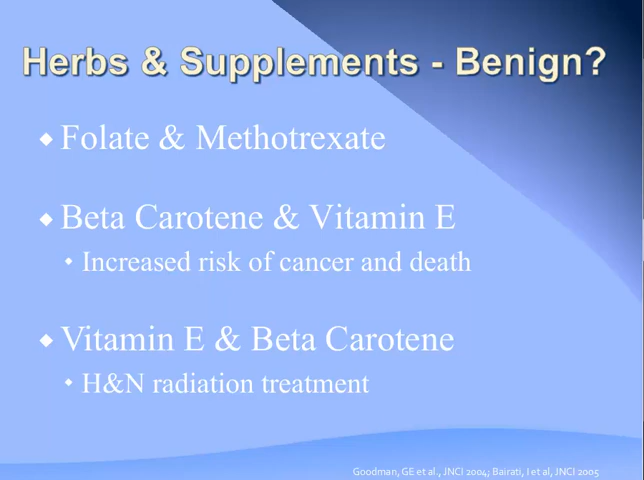 Herbs & Supplements - Benign?
Folate & Methotrexate
Beta Carotene & Vitamin E
Increased risk of cancer and death
Vitamin E & Beta Carotene
H&N radiation treatment
Goodman, GE et al., JNCI 2004; Bairati, I et al, JNCI 2005